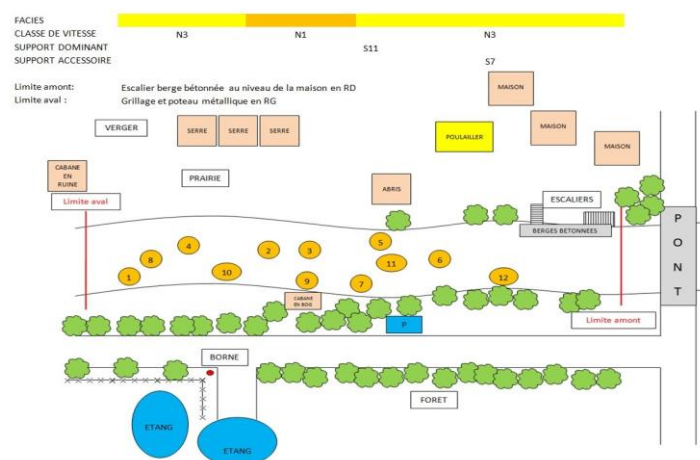 FACIES
CLASSE DE VITESSE N3 N1 N3
SUPPORT DOMINANT S11
SUPPORT ACCESSOIRE S7
Limite amont: Escalier berge bétonnée au niveau de la maison en RD
Limite aval : Grillage et poteau métallique en RG
MAISON
VERGER
SERRE SERRE SERRE
POULAILLER
MAISON
MAISON
CABANE
EN
RUINE
PRAIRIE
ABRIS
Limite aval
ESCALIERS
BERGES BETONNEES
PONT
1
8
4
10
2
3
9
5
11
7
6
12
CABANE
EN BOG
P
Limite amont
BORNE
FORET
ETANG
ETANG